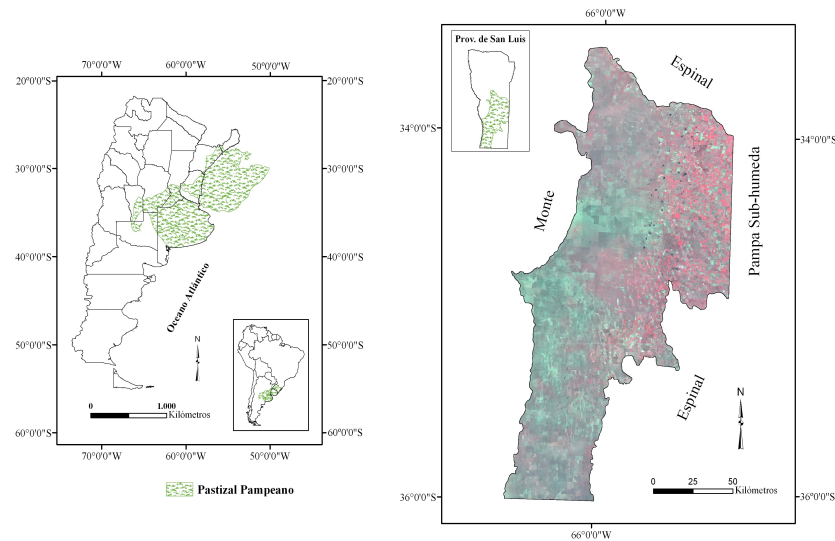 70°0'0"W
60°0'0"W
50°0'0"W
20°0'0"S
20°0'0"S
30°0'0"S
30°0'0"S
40°0'0"S
40°0'0"S
50°0'0"S
50°0'0"S
60°0'0"S
60°0'0"S
Oceano Atlántico
N
0
1.000
Kilómetros
70°0'0"W
60°0'0"W
50°0'0"W
Pastizal Pampeano
66°0'0"W
Prov. de San Luis
Espinal
34°0'0"S
34°0'0"S
Monte
Pampa Sub-humeda
Espinal
N
0
25
50
Kilómetros
36°0'0"S
36°0'0"S
66°0'0"W